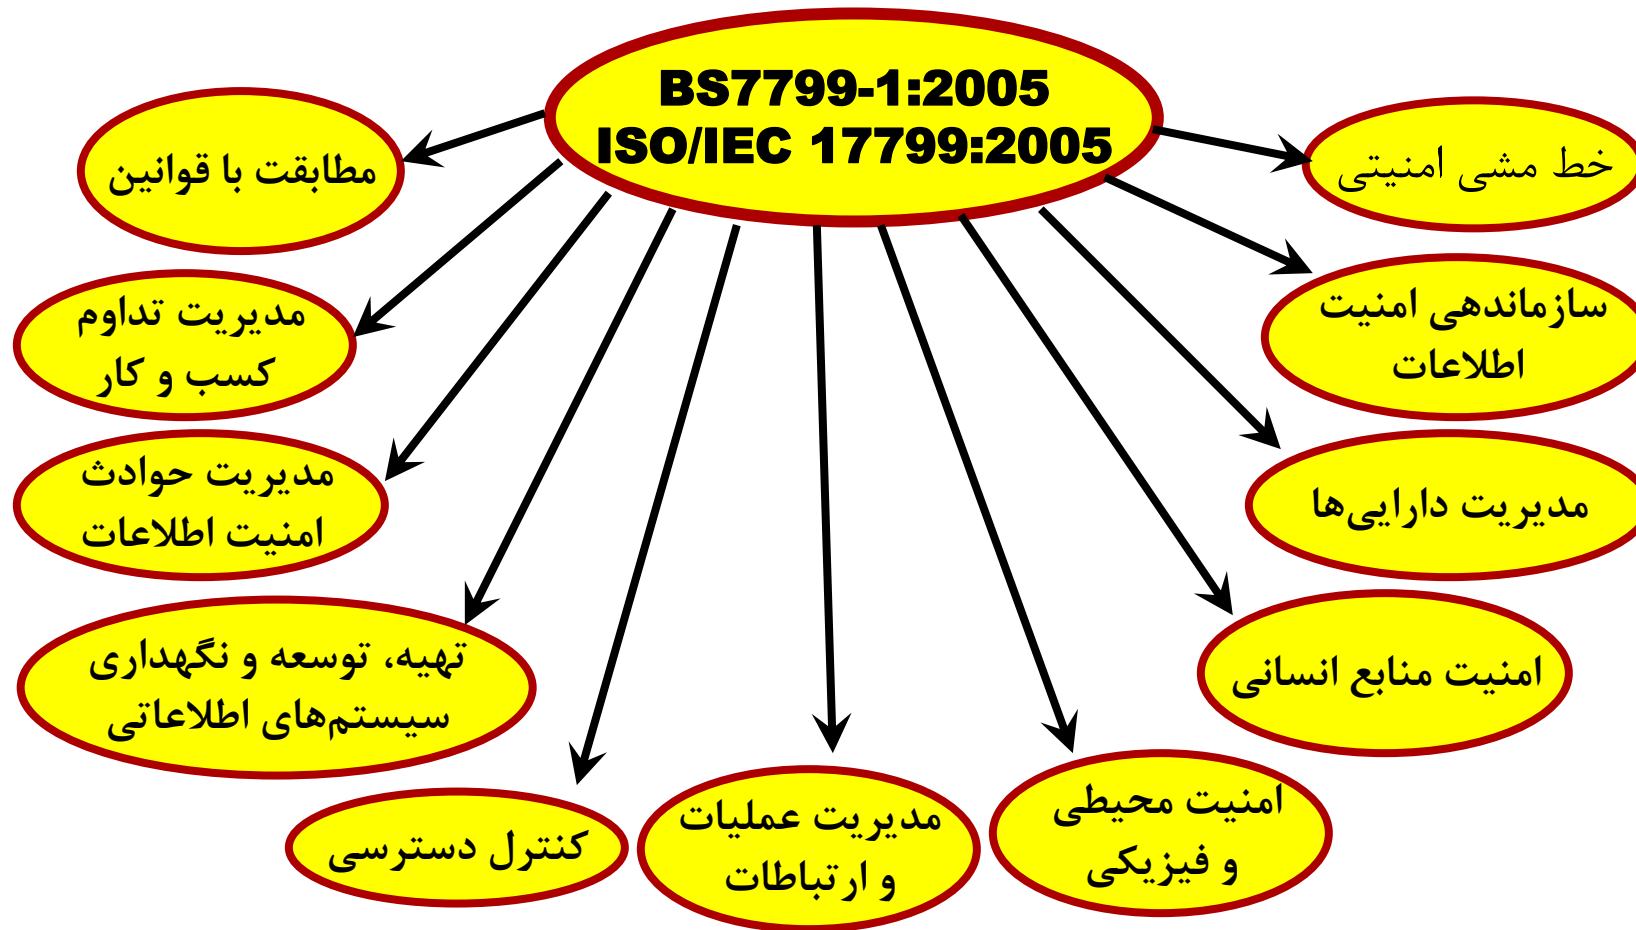 BS7799-1:2005
ISO/IEC 17799:2005
خط مشی امنیتی
سازماندهی امنیت
اطلاعات
مدیریت دارایی‌ها
امنیت منابع انسانی
امنیت محیطی
و فیزیکی
مدیریت عملیات
و ارتباطات
کنترل دسترسی
تهیه، توسعه و نگهداری
سیستم‌های اطلاعاتی
مدیریت حوادث
امنیت اطلاعات
مدیریت تداوم
کسب و کار
مطابقت با قوانین